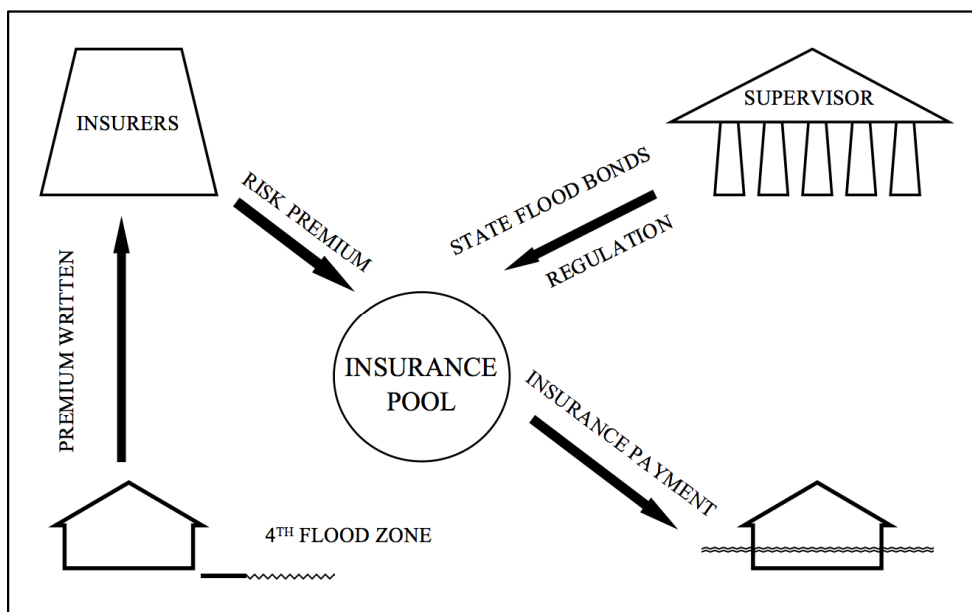 INSURERS
SUPERVISOR
RISK PREMIUM
STATE FLOOD BONDS
REGULATION
PREMIUM WRITTEN
INSURANCE
POOL
INSURANCE PAYMENT
4TH FLOOD ZONE